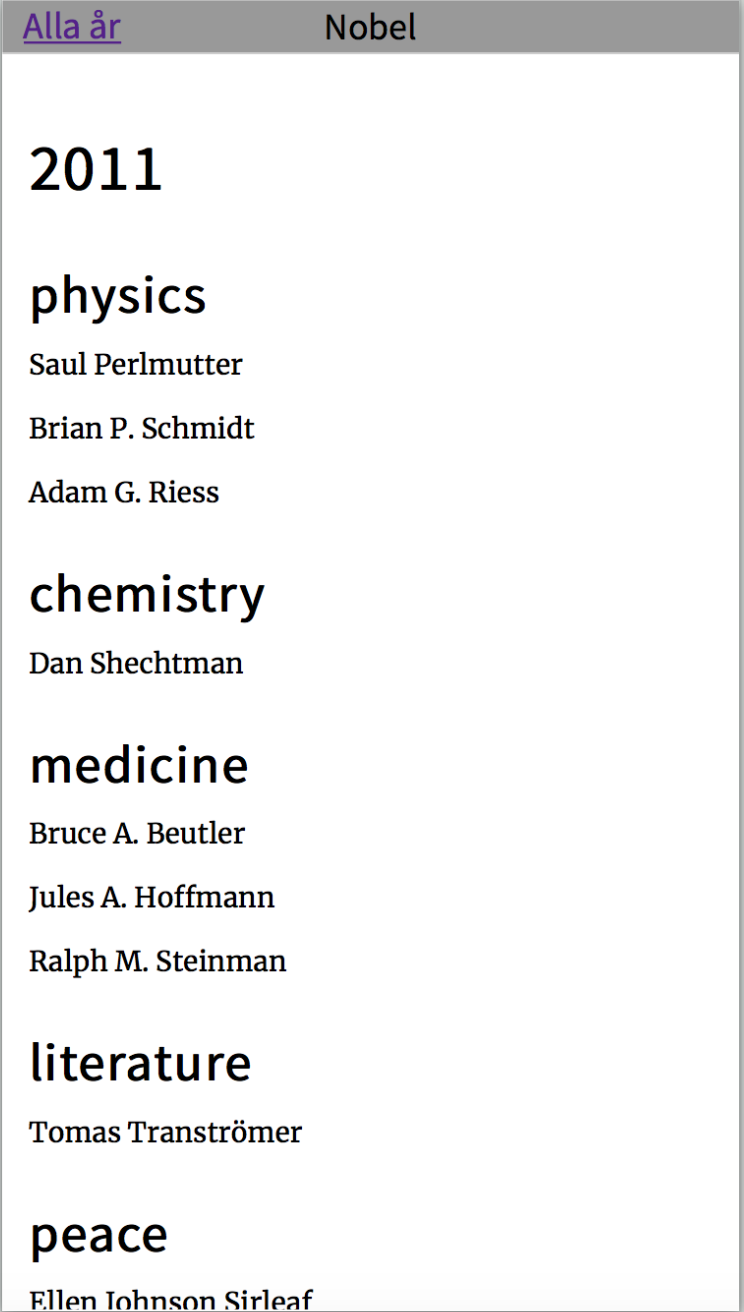 Alla år Nobel
2011
physics
Saul Perlmutter
Brian P. Schmidt
Adam G. Riess
chemistry
Dan Shechtman
medicine
Bruce A. Beutler
Jules A. Hoffmann
Ralph M. Steinman
literature
Tomas Tranströmer
peace
Ellen Johnson Sirleaf